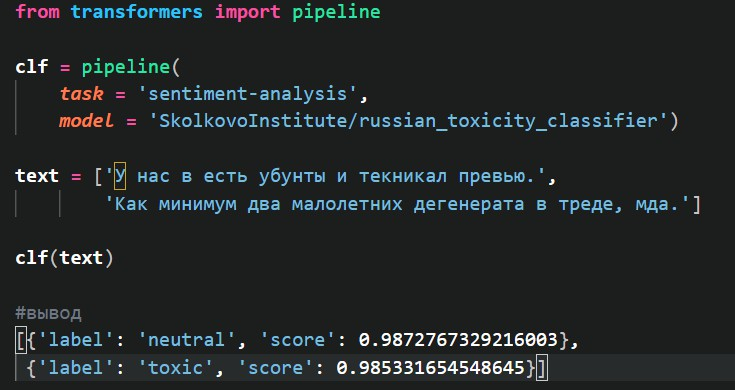 from transformers import pipeline
clf = pipeline(
task = 'sentiment-analysis',
model = 'SkolkovoInstitute/russian_toxicity_classifier')
text = ['У нас в есть убунты и текникал превью.',
'Как минимум два малолетних дегенерата в треде, мда.']
clf(text)
#вывод
[{'label': 'neutral', 'score': 0.9872767329216003},
{'label': 'toxic', 'score': 0.985331654548645}]